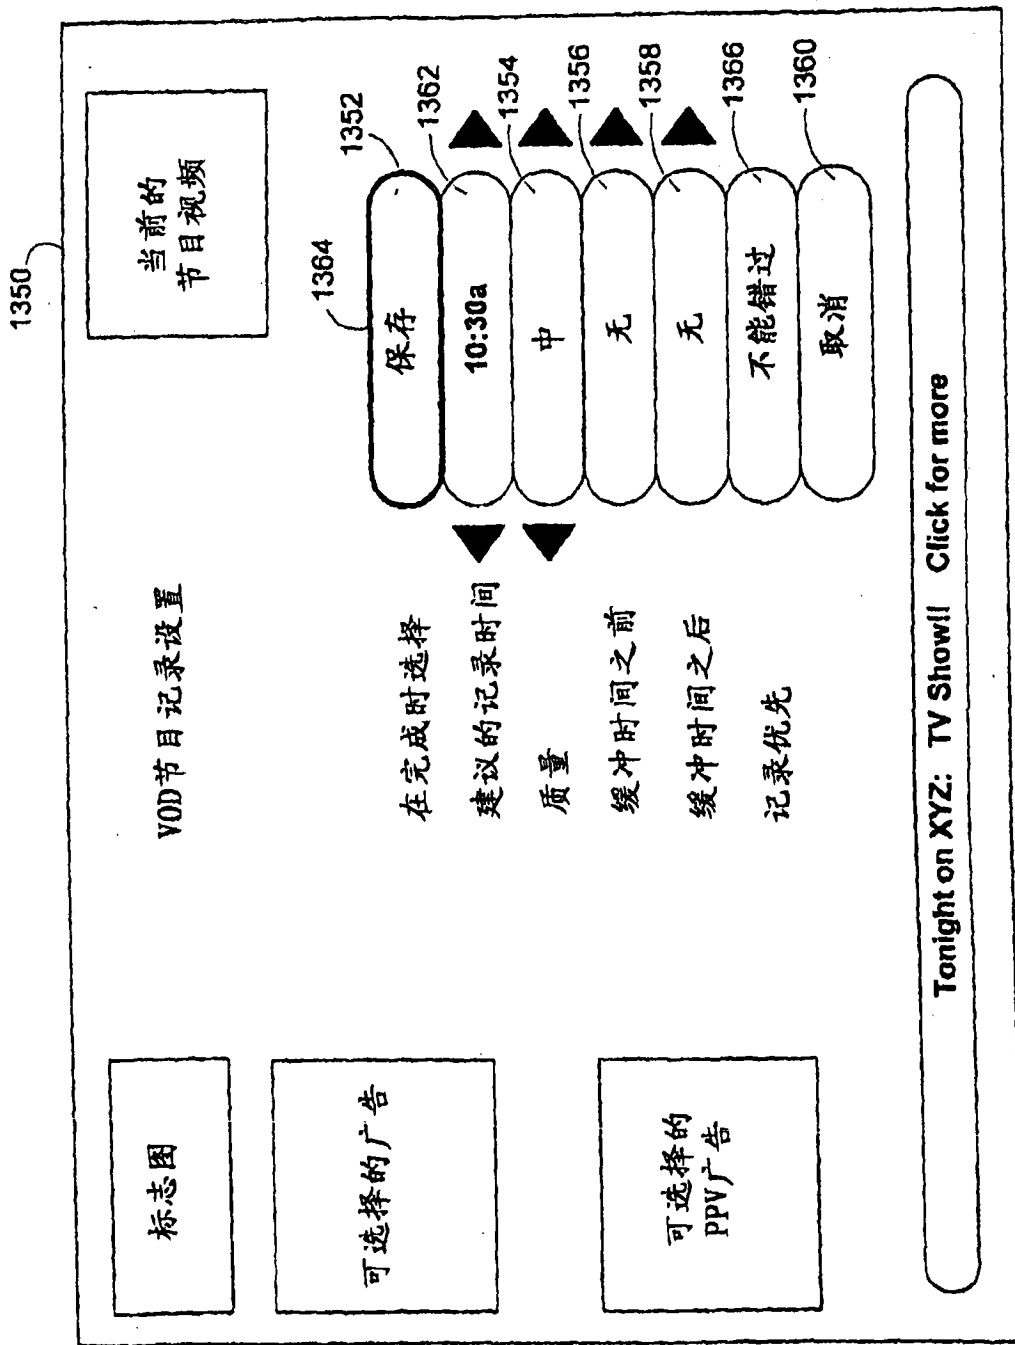 1350
标志图
VOD节目记录设置
当前的
节目视频
可选择的广告
可选择的
PPV广告
1364
1352
在完成时选择
保存
1362
建议的记录时间
10:30a
1354
质量
中
1356
缓冲时间之前
无
1358
缓冲时间之后
无
1366
记录优先
不能错过
1360
取消
Tonight on XYZ: TV Show!! Click for more